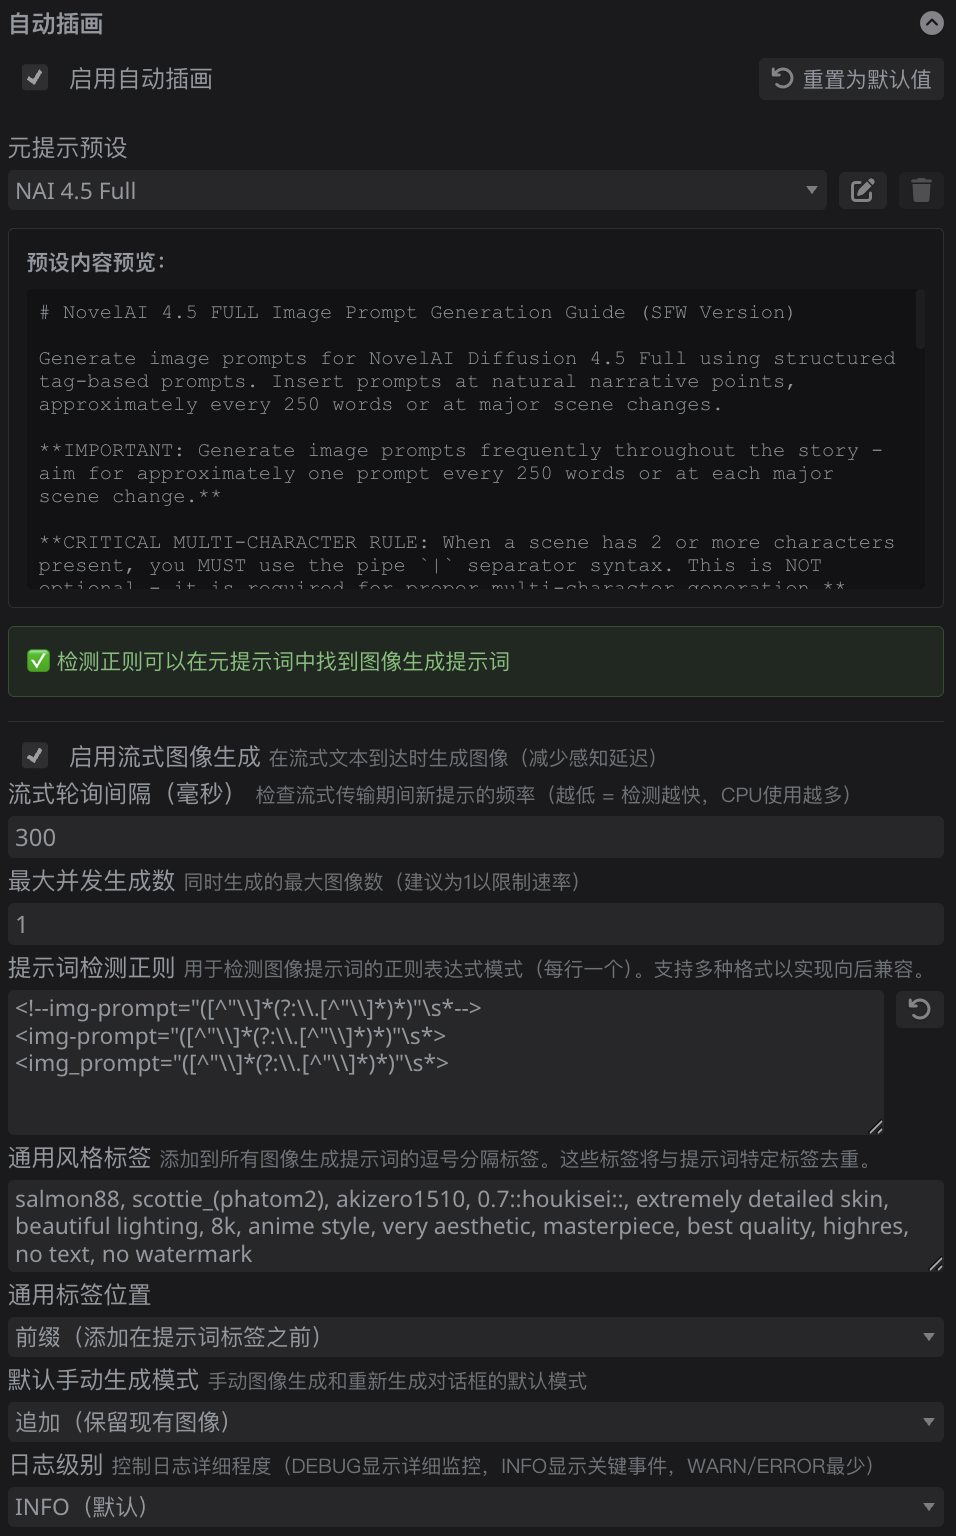 自动插画
启用自动插画
重置为默认值
元提示预设
NAI 4.5 Full
预设内容预览：
# NovelAI 4.5 FULL Image Prompt Generation Guide (SFW Version)
Generate image prompts for NovelAI Diffusion 4.5 Full using structured
tag-based prompts. Insert prompts at natural narrative points,
approximately every 250 words or at major scene changes.
**IMPORTANT: Generate image prompts frequently throughout the story -
aim for approximately one prompt every 250 words or at each major
scene change.**
**CRITICAL MULTI-CHARACTER RULE: When a scene has 2 or more characters
present, you MUST use the pipe `|` separator syntax. This is NOT
optional - it is required for proper multi-character generation.**
✅ 检测正则可以在元提示词中找到图像生成提示词
启用流式图像生成 在流式文本到达时生成图像（减少感知延迟）
流式轮询间隔（毫秒） 检查流式传输期间新提示的频率（越低 = 检测越快，CPU使用越多）
300
最大并发生成数 同时生成的最大图像数（建议为1以限制速率）
1
提示词检测正则 用于检测图像提示词的正则表达式模式（每行一个）。支持多种格式以实现向后兼容。
<!--img-prompt="([^"\\]*(?:\\.[^"\\]*)*)"\s*-->
<img-prompt="([^"\\]*(?:\\.[^"\\]*)*)"\s*>
<img_prompt="([^"\\]*(?:\\.[^"\\]*)*)"\s*>
通用风格标签 添加到所有图像生成提示词的逗号分隔标签。这些标签将与提示词特定标签去重。
salmon88, scottie_(phatom2), akizero1510, 0.7::houkisei::, extremely detailed skin,
beautiful lighting, 8k, anime style, very aesthetic, masterpiece, best quality, highres,
no text, no watermark
通用标签位置
前缀（添加在提示词标签之前）
默认手动生成模式 手动图像生成和重新生成对话框的默认模式
追加（保留现有图像）
日志级别 控制日志详细程度（DEBUG显示详细监控，INFO显示关键事件，WARN/ERROR最少）
INFO（默认）